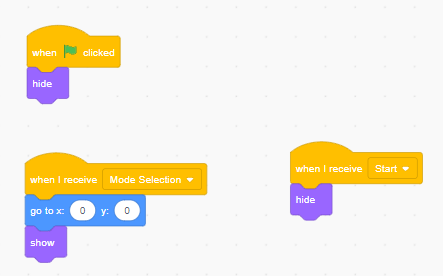 when clicked
hide
when I receive Mode Selection
go to x: 0 y: 0
show
when I receive Start
hide